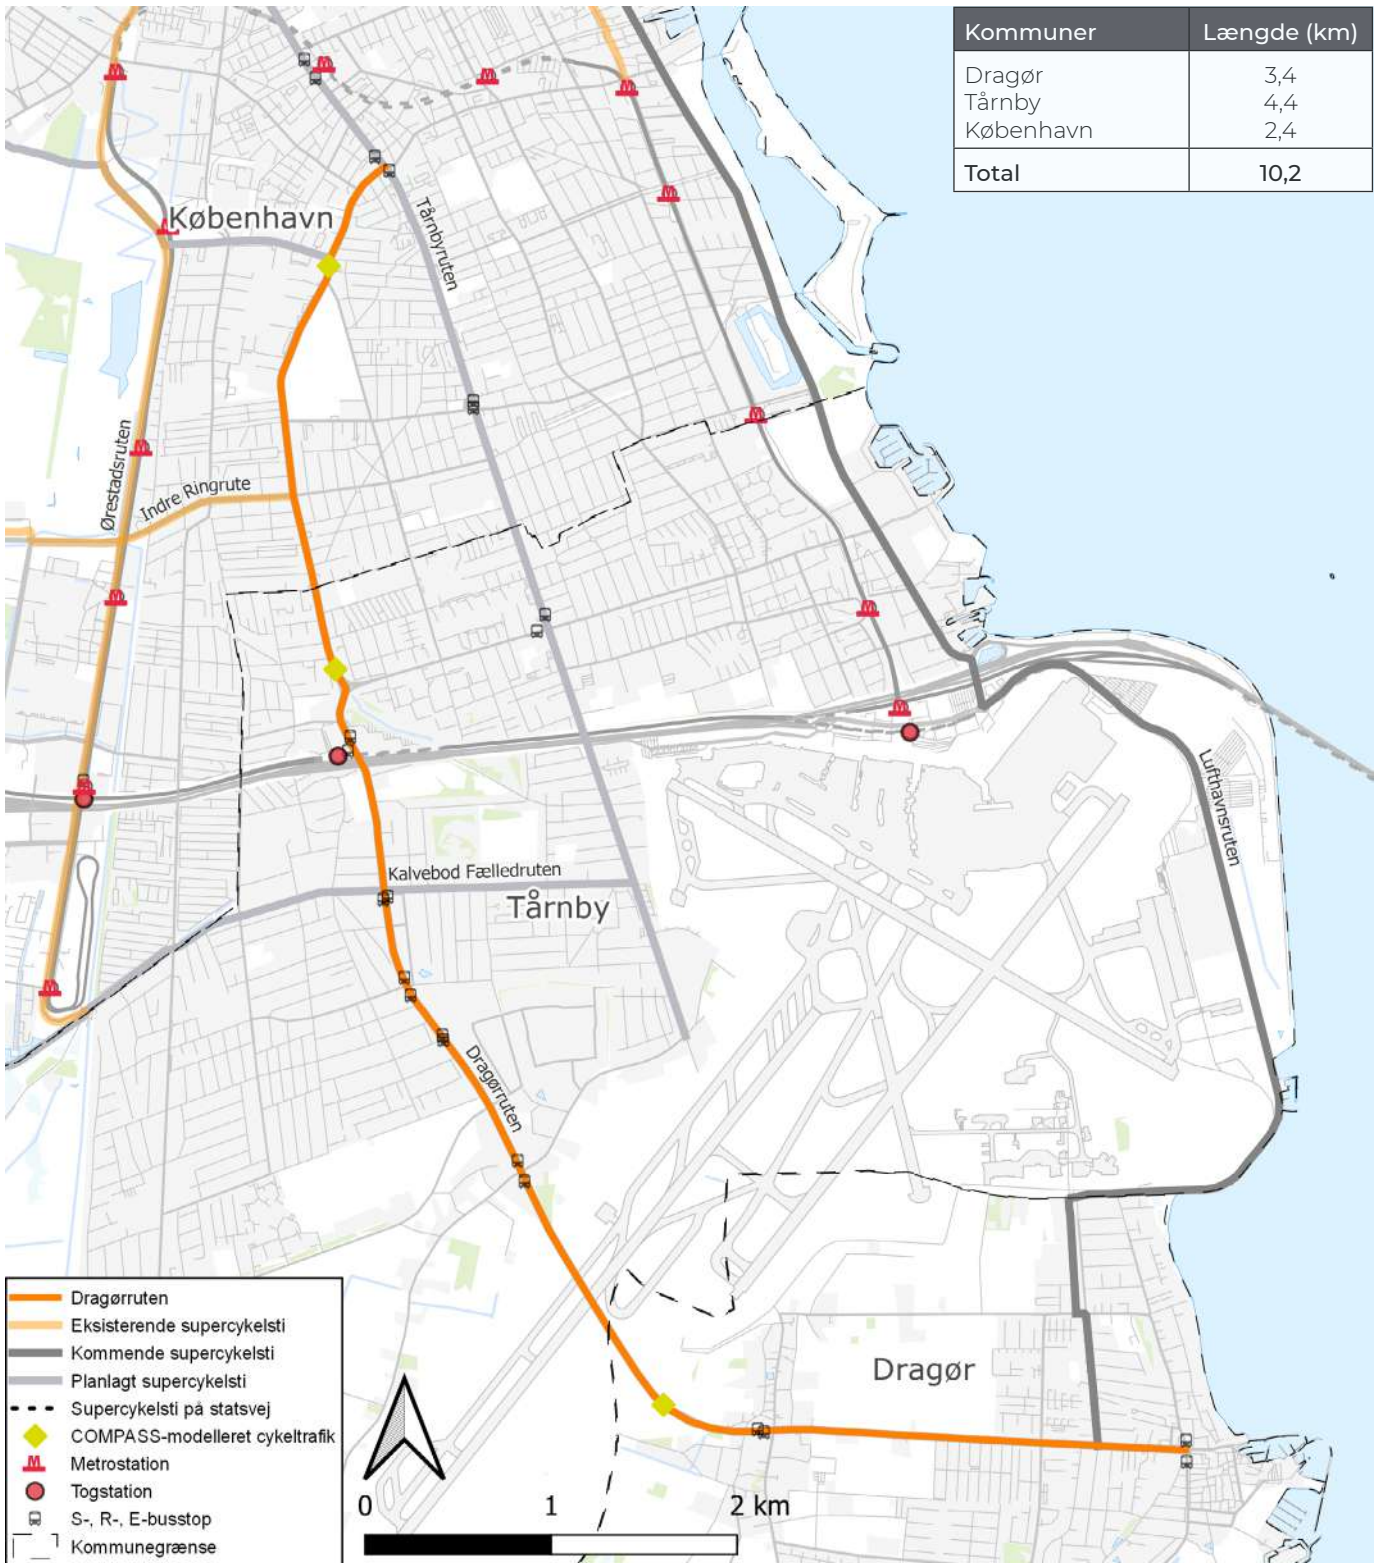 Kommuner Længde (km)
Dragør 3,4
Tårnby 4,4
København 2,4
Total 10,2
København
Tårnbyruten
Ørestadsruten
Indre Ringrute
Lufthavnsruten
Kalvebod Fælledruten
Tårnby
Dragørruten
Dragør
Dragørruten
Eksisterende supercykelsti
Kommende supercykelsti
Planlagt supercykelsti
Supercykelsti på statsvej
COMPASS-modelleret cykeltrafik
M Metrostation
Togstation
S-, R-, E-busstop
Kommunegrænse
0 1 2 km